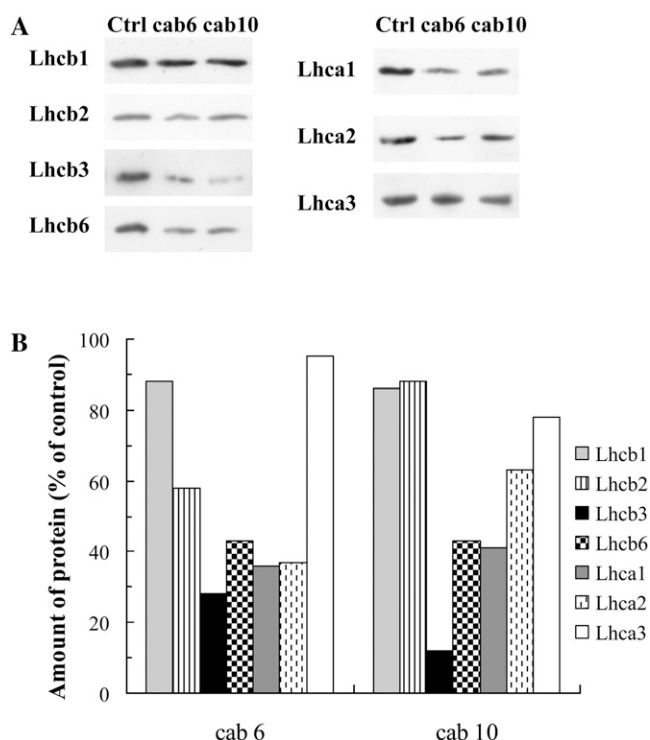 A
Ctrl cab6 cab10
Lhcb1
Lhcb2
Lhcb3
Lhcb6
Ctrl cab6 cab10
Lhca1
Lhca2
Lhca3
B
Amount of protein (% of control)
100
80
60
40
20
0
cab 6
cab 10
Lhcb1
Lhcb2
Lhcb3
Lhcb6
Lhca1
Lhca2
Lhca3